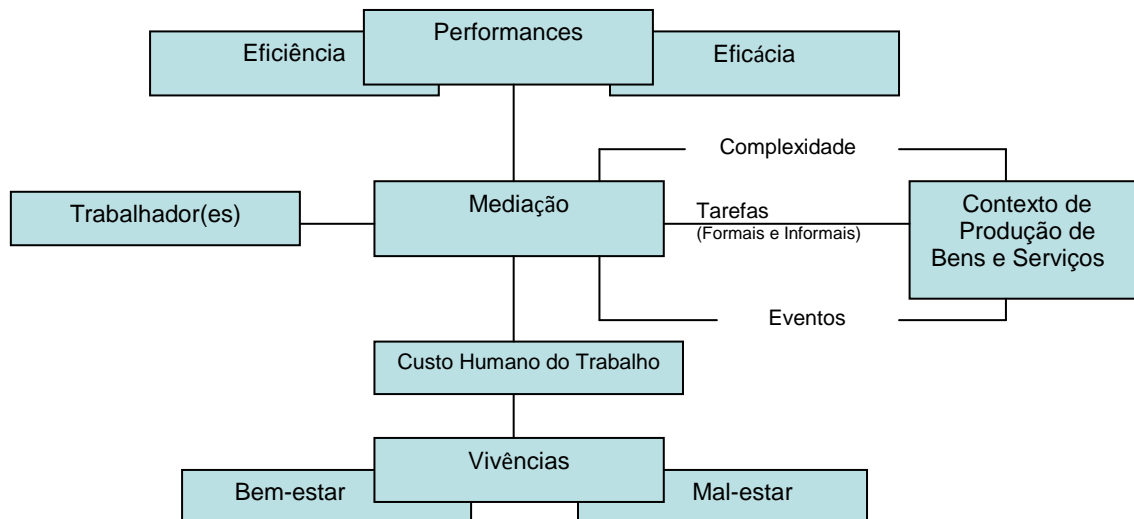 Performances
Eficiência
Eficácia
Complexidade
Trabalhador(es)
Mediação
Tarefas
(Formais e Informais)
Contexto de
Produção de
Bens e Serviços
Eventos
Custo Humano do Trabalho
Vivências
Bem-estar
Mal-estar